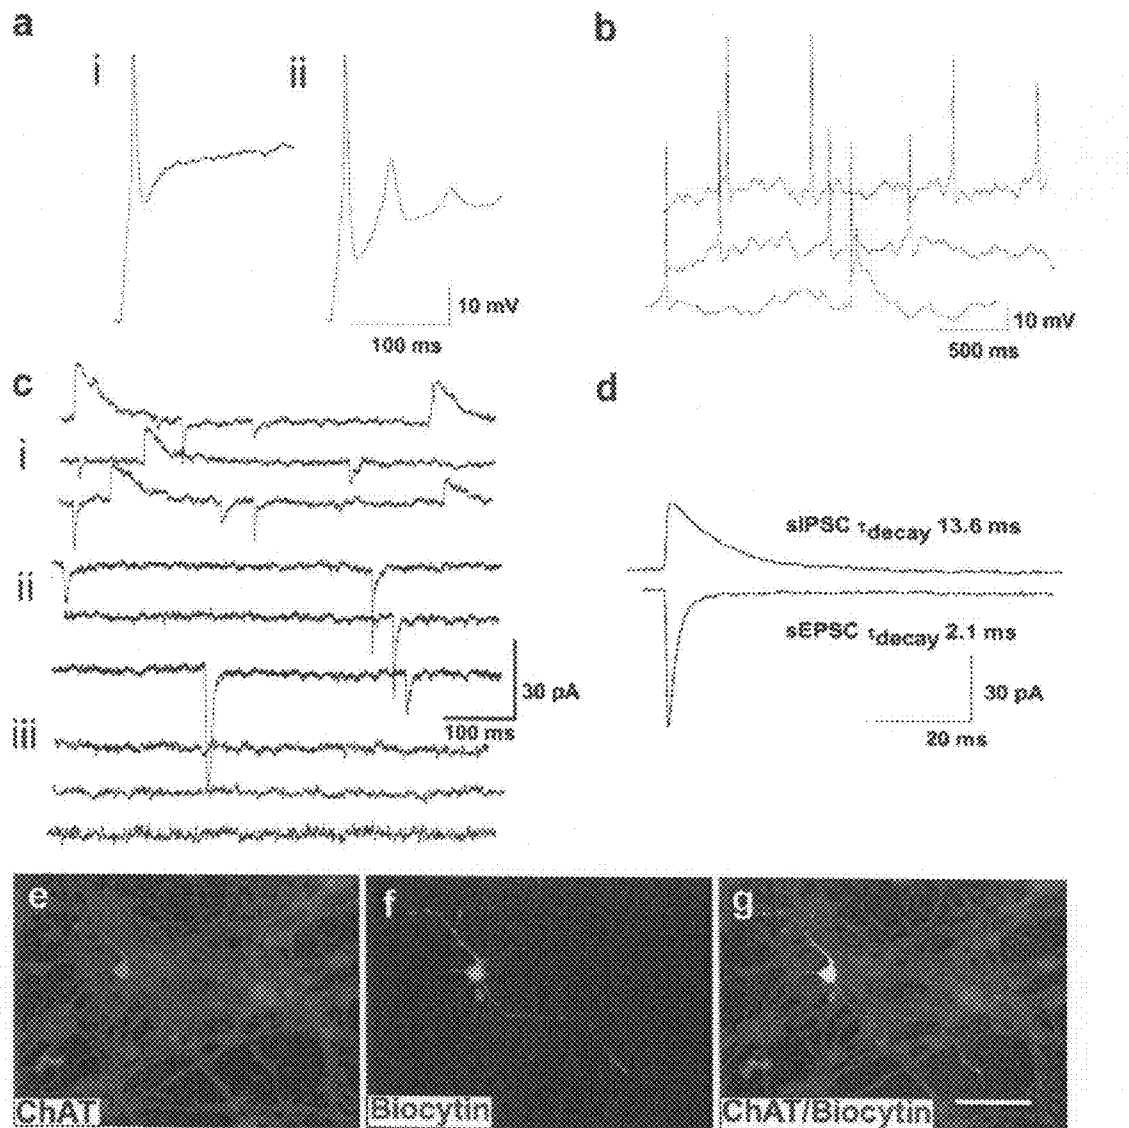 a
b
i
ii
10 mV
100 ms
10 mV
500 ms
c
d
i
sIPSC τdecay 13.6 ms
ii
sEPSC τdecay 2.1 ms
30 pA
100 ms
30 pA
20 ms
iii
e
f
g
ChAT
Biocytin
ChAT/Biocytin